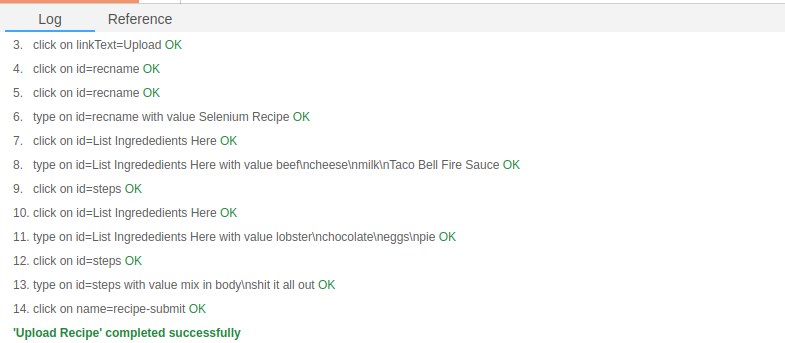 Log Reference
3. click on linkText=Upload OK
4. click on id=recname OK
5. click on id=recname OK
6. type on id=recname with value Selenium Recipe OK
7. click on id=List Ingrededients Here OK
8. type on id=List Ingrededients Here with value beef\ncheese\nmilk\nTaco Bell Fire Sauce OK
9. click on id=steps OK
10. click on id=List Ingrededients Here OK
11. type on id=List Ingrededients Here with value lobster\nchocolate\neggs\npie OK
12. click on id=steps OK
13. type on id=steps with value mix in body\nshit it all out OK
14. click on name=recipe-submit OK
'Upload Recipe' completed successfully